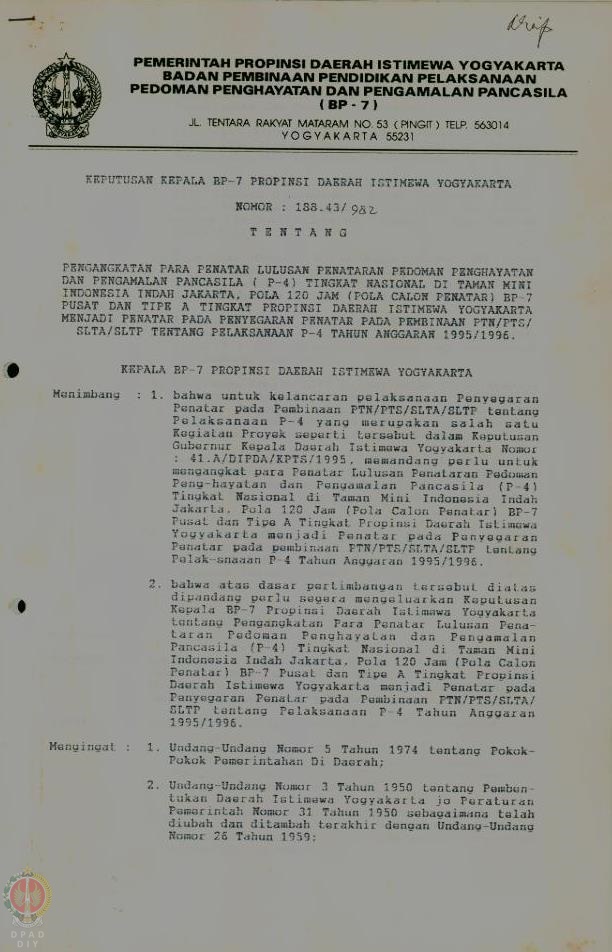 PEMERINTAH PROPINSI DAERAH ISTIMEWA YOGYAKARTA
BADAN PEMBINAAN PENDIDIKAN PELAKSANAAN
PEDOMAN PENGHAYATAN DAN PENGAMALAN PANCASILA
( BP - 7 )
JL. TENTARA RAKYAT MATARAM NO. 53 ( PINGIT ) TELP. 563014
YOGYAKARTA 55231
KEPUTUSAN KEPALA BP-7 PROPINSI DAERAH ISTIMEWA YOGYAKARTA
NOMOR : 188.43/982
T E N T A N G
PENGANGKATAN PARA PENATAR LULUSAN PENATARAN PEDOMAN PENGHAYATAN
DAN PENGAMALAN PANCASILA ( P-4) TINGKAT NASIONAL DI TAMAN MINI
INDONESIA INDAH JAKARTA, POLA 120 JAM (POLA CALON PENATAR) BP-7
PUSAT DAN TIPE A TINGKAT PROPINSI DAERAH ISTIMEWA YOGYAKARTA
MENJADI PENATAR PADA PENYEGARAN PENATAR PADA PEMBINAAN PTN/PTS/
SLTA/SLTP TENTANG PELAKSANAAN P-4 TAHUN ANGGARAN 1995/1996.
KEPALA BP-7 PROPINSI DAERAH ISTIMEWA YOGYAKARTA
Menimbang : 1. bahwa untuk kelancaran pelaksanaan Penyegaran
Penatar pada Pembinaan PTN/PTS/SLTA/SLTP tentang
Pelaksanaan P-4 yang merupakan salah satu
Kegiatan Proyek seperti tersebut dalam Keputusan
Gubernur Kepala Daerah Istimewa Yogyakarta Nomor
: 41.A/DIPDA/KPTS/1995, memandang perlu untuk
mengangkat para Penatar Lulusan Penataran Pedoman
Peng-hayatan dan Pengamalan Pancasila (P-4)
Tingkat Nasional di Taman Mini Indonesia Indah
Jakarta, Pola 120 Jam (Pola Calon Penatar) BP-7
Pusat dan Tipe A Tingkat Propinsi Daerah Istimewa
Yogyakarta menjadi Penatar pada Penyegaran
Penatar pada pembinaan PTN/PTS/SLTA/SLTP tentang
Pelak-snaaan P-4 Tahun Anggaran 1995/1996.
2. bahwa atas dasar pertimbangan tersebut diatas
dipandang perlu segera mengeluarkan Keputusan
Kepala BP-7 Propinsi Daerah Istimewa Yogyakarta
tentang Pengangkatan Para Penatar Lulusan Pena-
taran Pedoman Penghayatan dan Pengamalan
Pancasila (P-4) Tingkat Nasional di Taman Mini
Indonesia Indah Jakarta, Pola 120 Jam (Pola Calon
Penatar) BP-7 Pusat dan Tipe A Tingkat Propinsi
Daerah Istimewa Yogyakarta menjadi Penatar pada
Penyegaran Penatar pada Pembinaan PTN/PTS/SLTA/
SLTP tentang Pelaksanaan P-4 Tahun Anggaran
1995/1996.
Mengingat : 1. Undang-Undang Nomor 5 Tahun 1974 tentang Pokok-
Pokok Pemerintahan Di Daerah;
2. Undang-Undang Nomor 3 Tahun 1950 tentang Pemben-
tukan Daerah Istimewa Yogyakarta jo Peraturan
Pemerintah Nomor 31 Tahun 1950 sebagaimana telah
diubah dan ditambah terakhir dengan Undang-Undang
Nomor 26 Tahun 1959;
DPAD
DIY